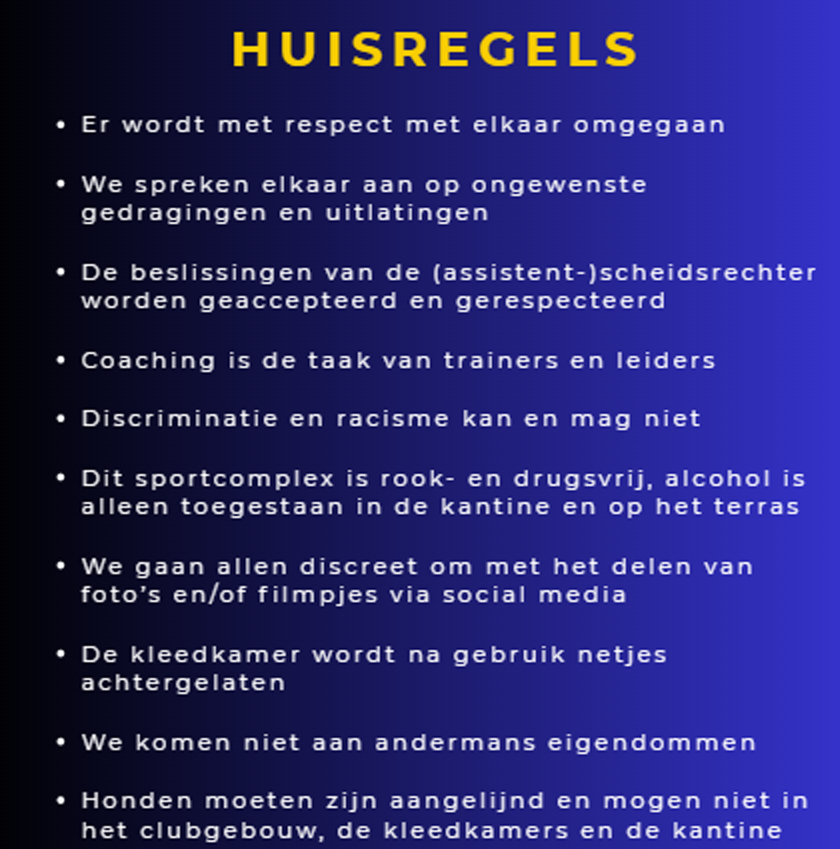 HUISREGELS
• Er wordt met respect met elkaar omgegaan
• We spreken elkaar aan op ongewenste
gedragingen en uitlatingen
• De beslissingen van de (assistent-)scheidsrechter
worden geaccepteerd en gerespecteerd
• Coaching is de taak van trainers en leiders
• Discriminatie en racisme kan en mag niet
• Dit sportcomplex is rook- en drugsvrij, alcohol is
alleen toegestaan in de kantine en op het terras
• We gaan allen discreet om met het delen van
foto's en/of filmpjes via social media
• De kleedkamer wordt na gebruik netjes
achtergelaten
• We komen niet aan andermans eigendommen
• Honden moeten zijn aangelijnd en mogen niet in
het clubgebouw, de kleedkamers en de kantine